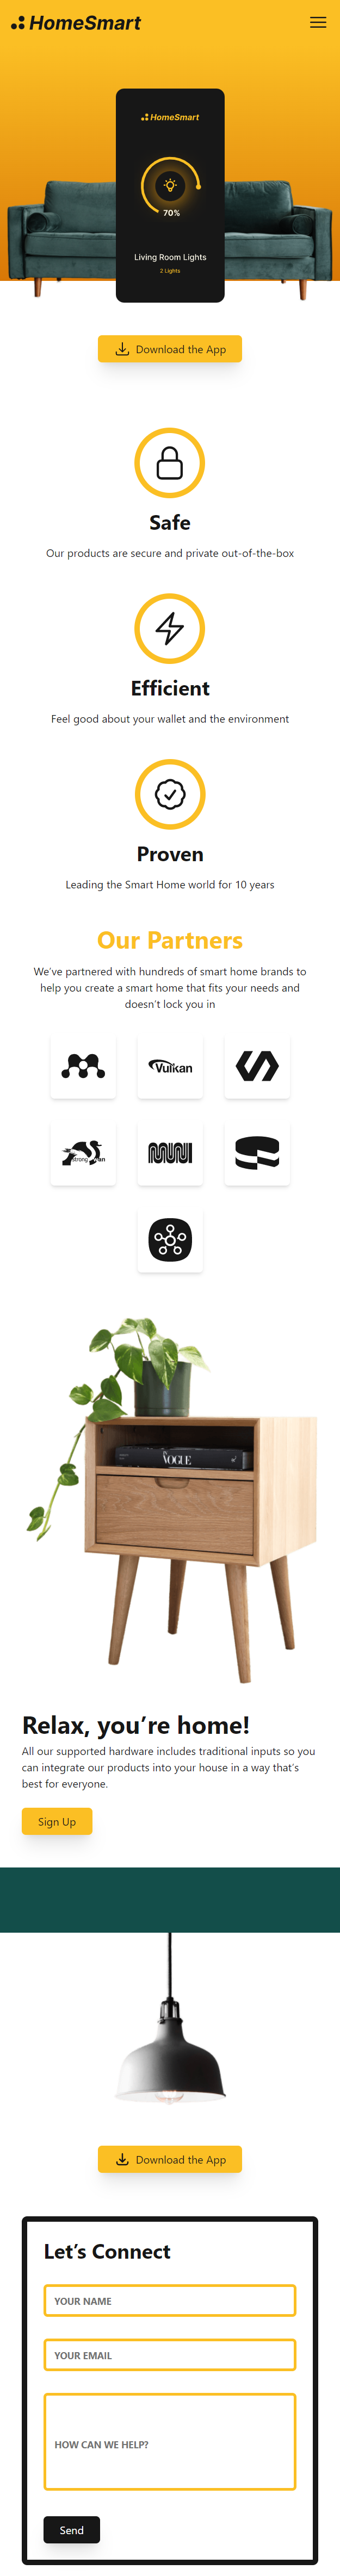 HomeSmart
HomeSmart
70%
Living Room Lights
2 Lights
Download the App
Safe
Our products are secure and private out-of-the-box
Efficient
Feel good about your wallet and the environment
Proven
Leading the Smart Home world for 10 years
Our Partners
We’ve partnered with hundreds of smart home brands to
help you create a smart home that fits your needs and
doesn’t lock you in
Vulkan
strong
VOGUE
Relax, you’re home!
All our supported hardware includes traditional inputs so you
can integrate our products into your house in a way that’s
best for everyone.
Sign Up
Download the App
Let’s Connect
YOUR NAME
YOUR EMAIL
HOW CAN WE HELP?
Send